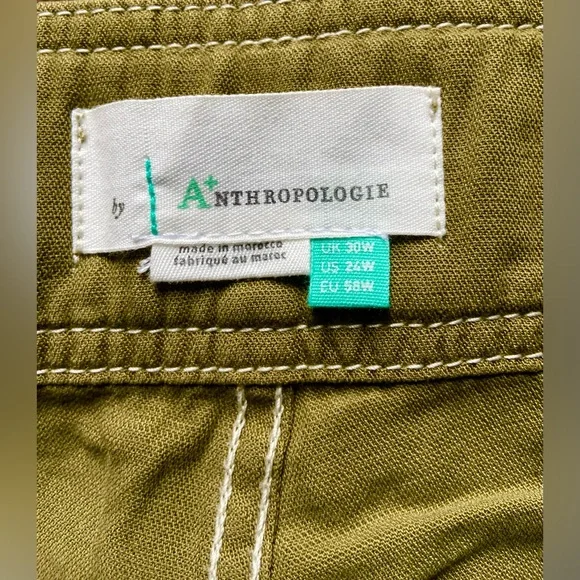 by
A+NTHROPOLOGIE
made in morocco
fabriqué au maroc
UK 30W
US 24W
EU 58W